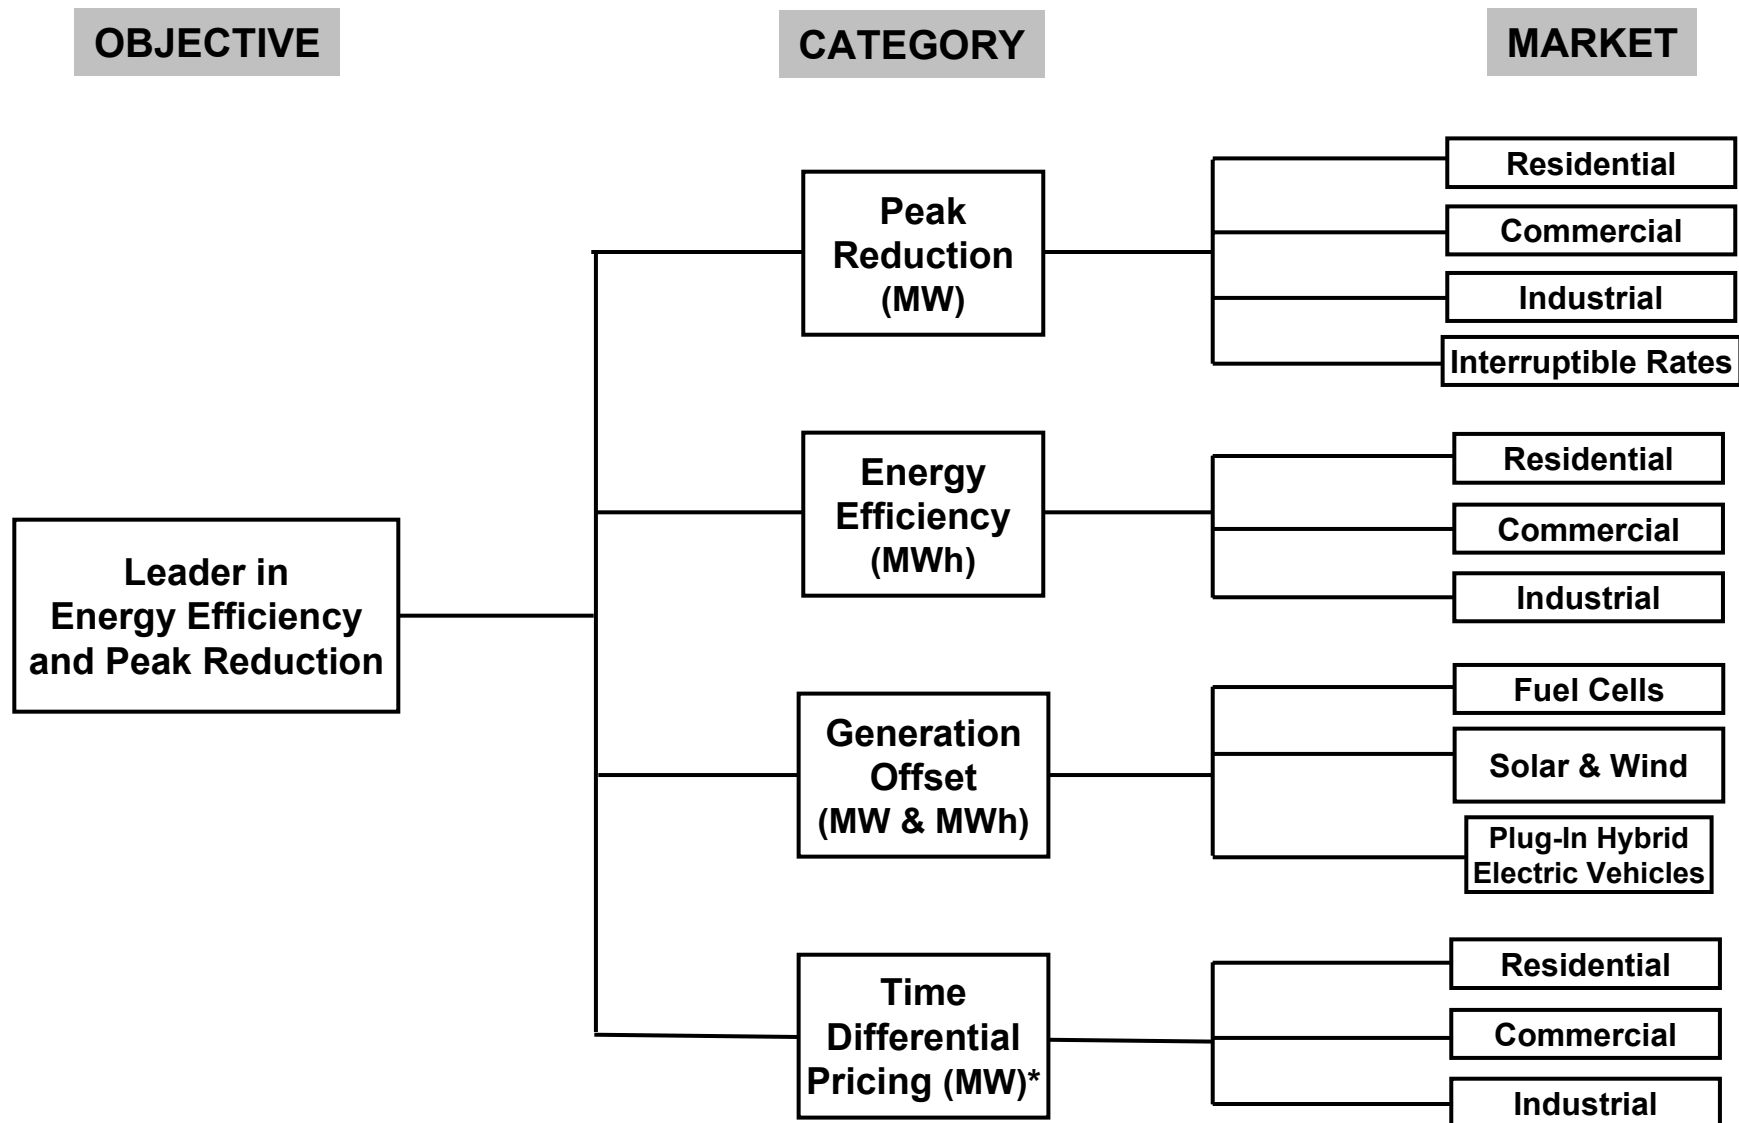 OBJECTIVE
CATEGORY
MARKET
Leader in
Energy Efficiency
and Peak Reduction
Peak
Reduction
(MW)
Residential
Commercial
Industrial
Interruptible Rates
Energy
Efficiency
(MWh)
Residential
Commercial
Industrial
Generation
Offset
(MW & MWh)
Fuel Cells
Solar & Wind
Plug-In Hybrid
Electric Vehicles
Time
Differential
Pricing (MW)*
Residential
Commercial
Industrial